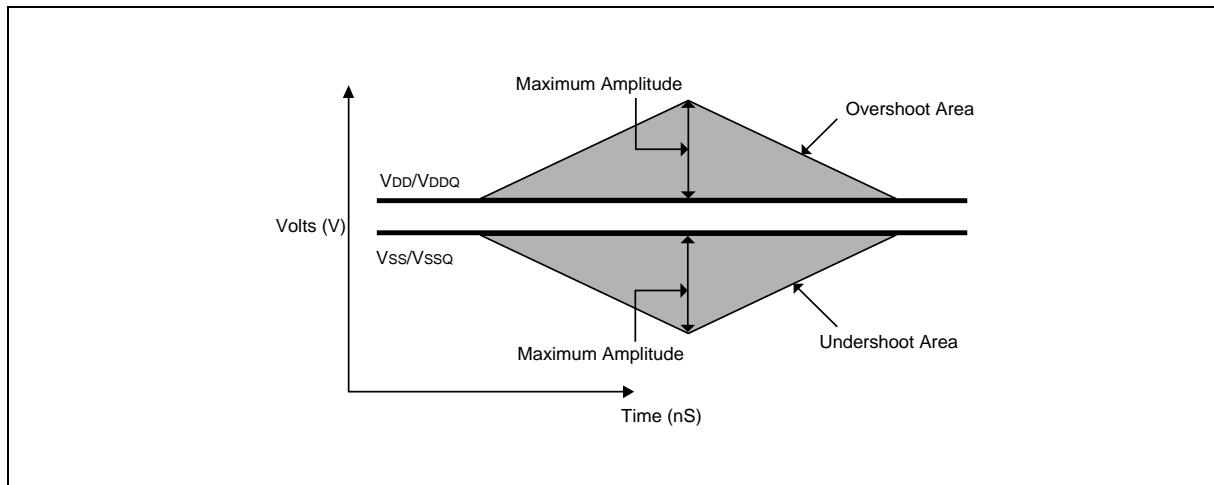 Maximum Amplitude
Overshoot Area
VDD/VDDQ
Volts (V)
VSS/VSSQ
Maximum Amplitude
Undershoot Area
Time (nS)